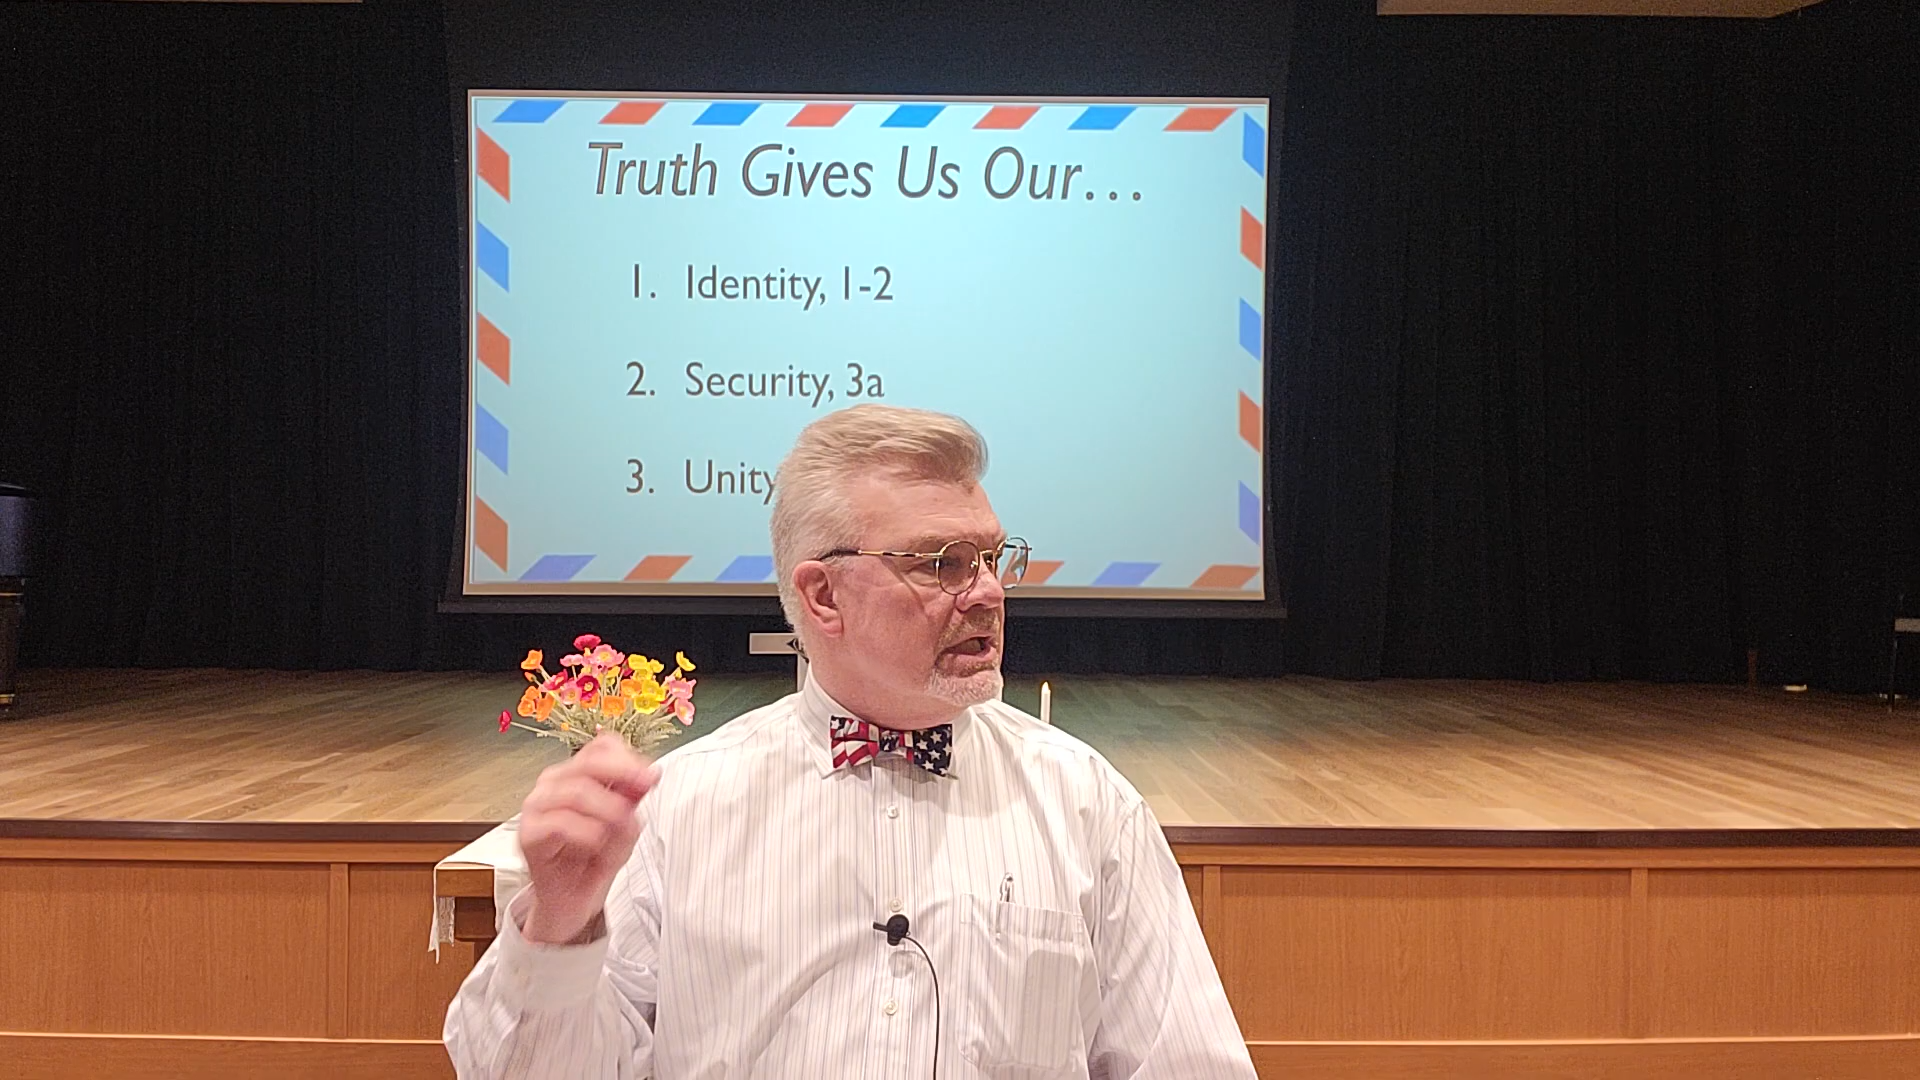 Truth Gives Us Our...
1. Identity, 1-2
2. Security, 3a
3. Unity